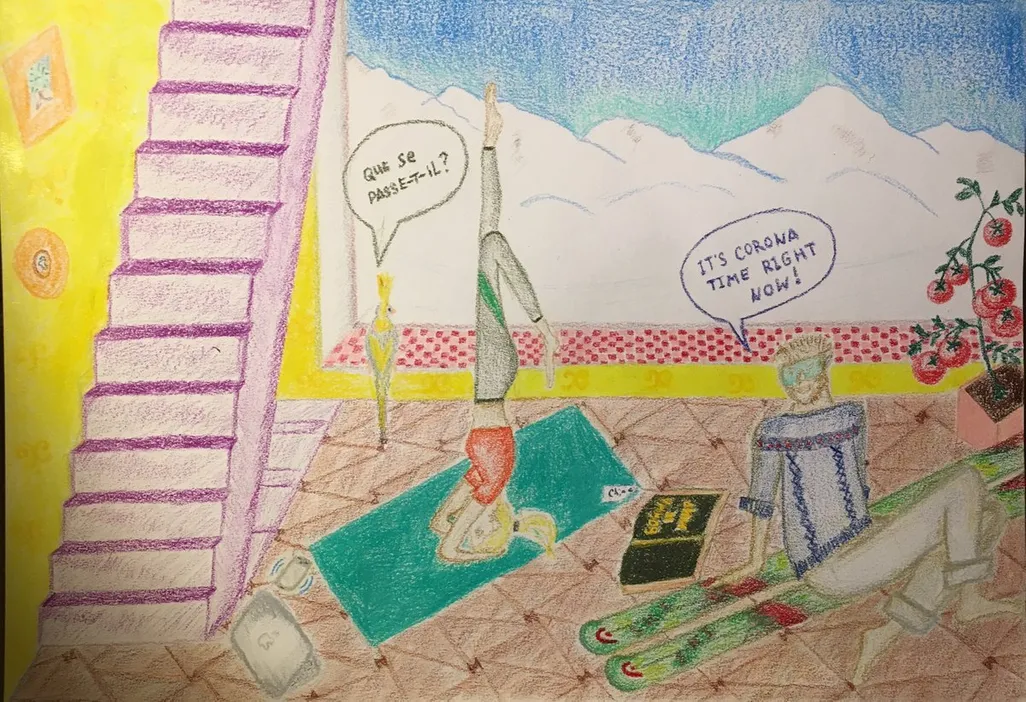 QUE Se
PASSE-T-IL?
IT'S CORONA
TIME RIGHT
NOW!